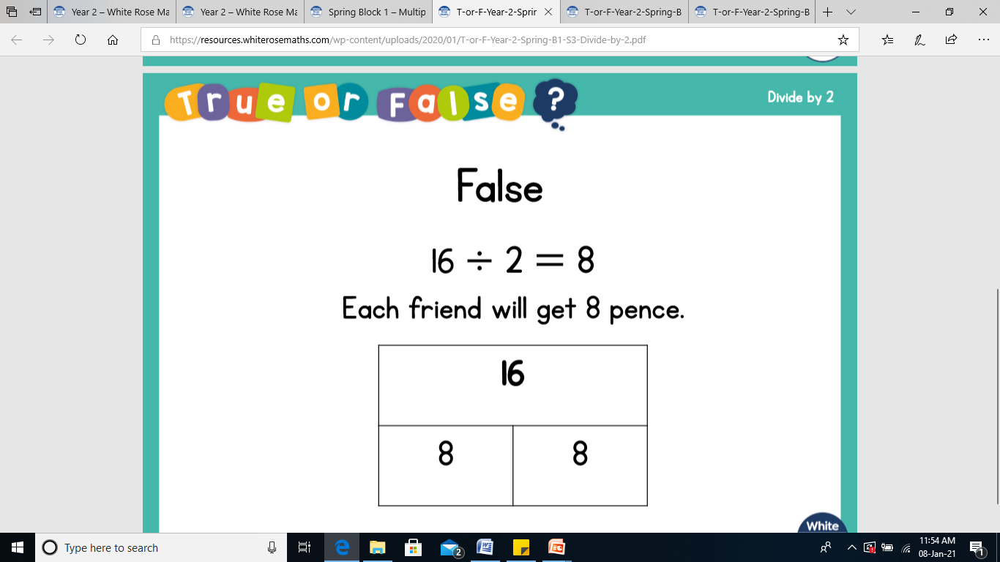 Year 2 – White Rose Ma
Year 2 – White Rose Ma
Spring Block 1 – Multip
T-or-F-Year-2-Sprir
T-or-F-Year-2-Spring-B
T-or-F-Year-2-Spring-B
https://resources.whiterosemaths.com/wp-content/uploads/2020/01/T-or-F-Year-2-Spring-B1-S3-Divide-by-2.pdf
True or False?
Divide by 2
False
16 ÷ 2 = 8
Each friend will get 8 pence.
16
8 8
White
Type here to search
2
11:54 AM
08-Jan-21
1